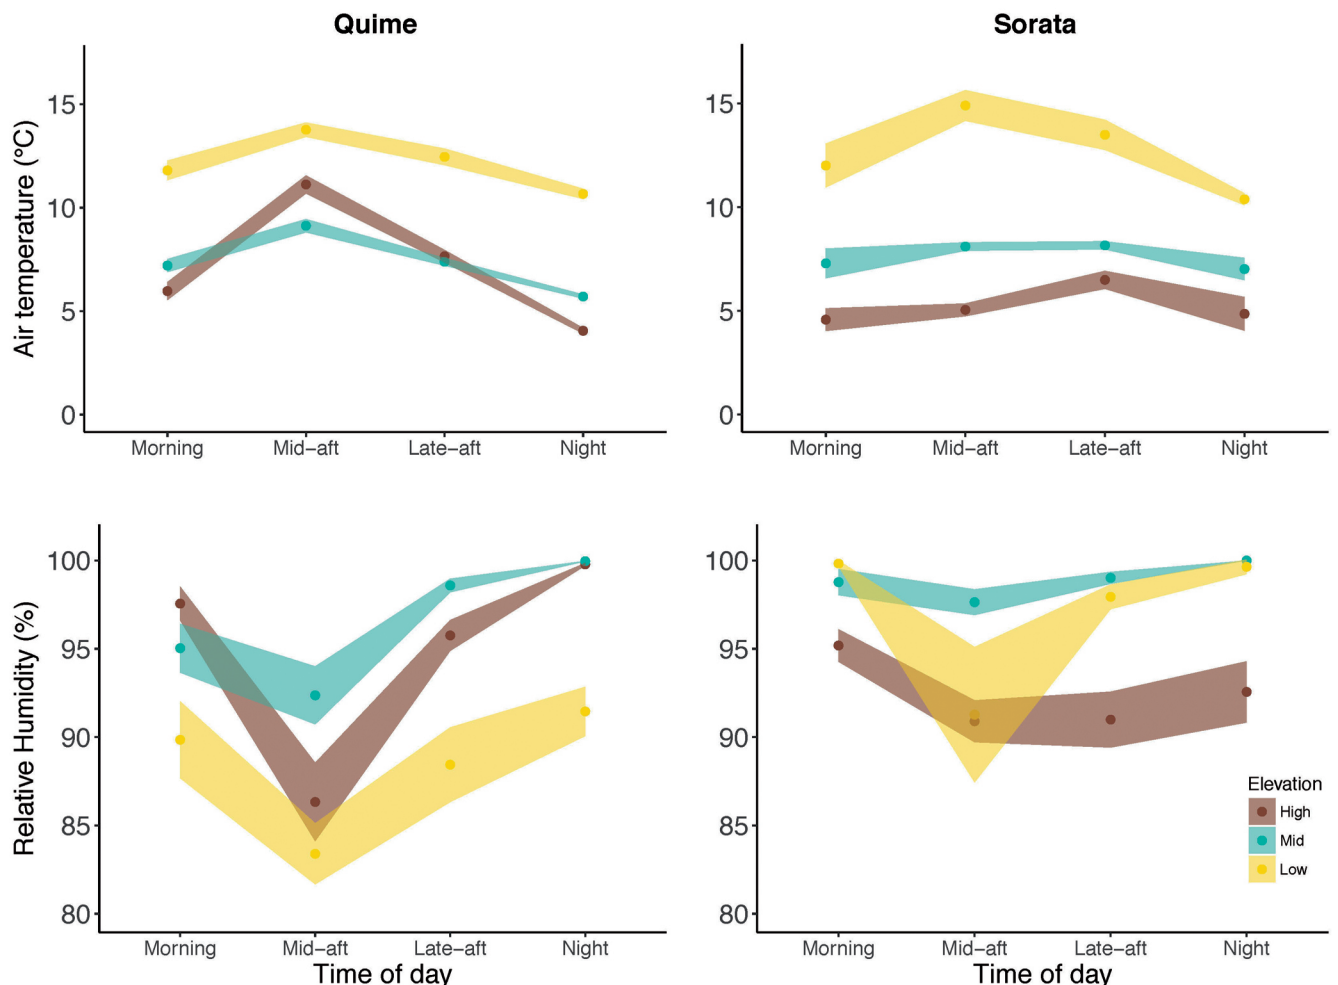 Quime
Sorata
Air temperature (°C)
15
10
5
0
Morning Mid–aft Late–aft Night
15
10
5
0
Morning Mid–aft Late–aft Night
Relative Humidity (%)
100
95
90
85
80
Morning Mid–aft Late–aft Night
Time of day
100
95
90
85
80
Morning Mid–aft Late–aft Night
Time of day
Elevation
High
Mid
Low